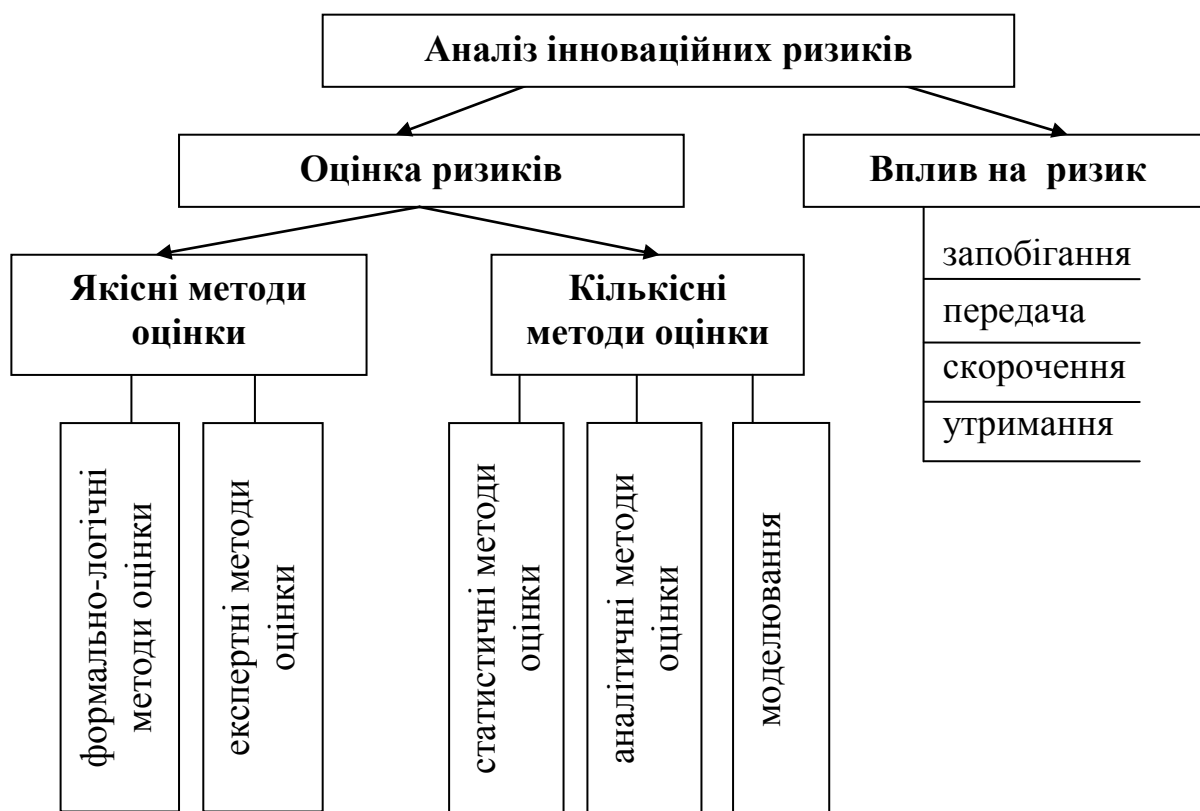 Аналіз інноваційних ризиків
Оцінка ризиків
Вплив на ризик
Якісні методи
оцінки
Кількісні
методи оцінки
запобігання
передача
скорочення
утримання
формально-логічні
методи оцінки
експертні методи
оцінки
статистичні методи
оцінки
аналітичні методи
оцінки
моделювання